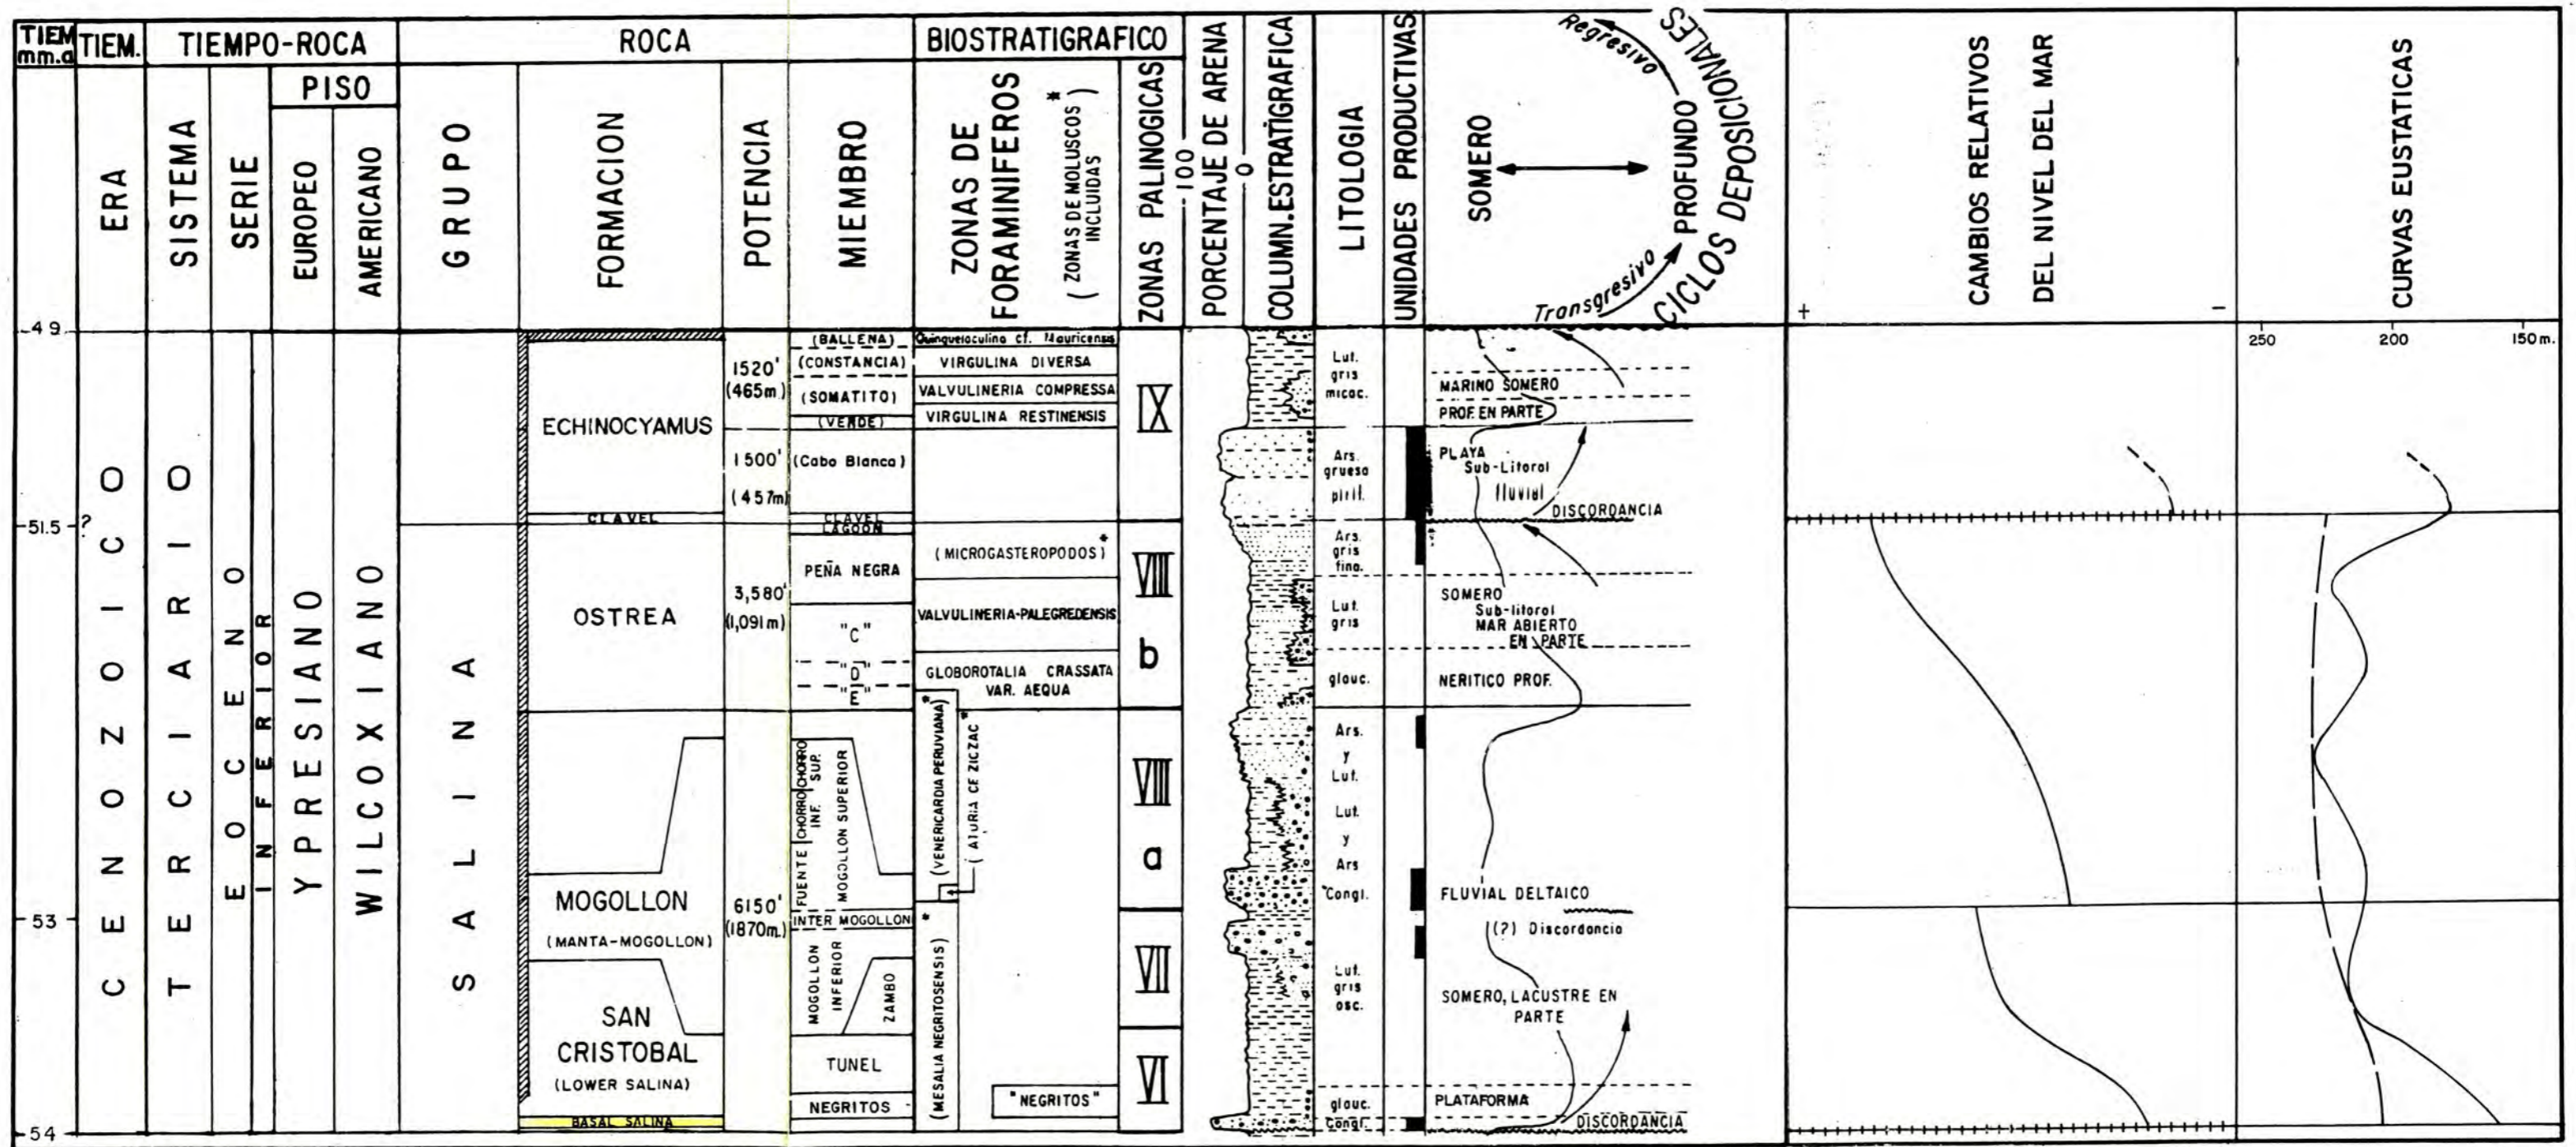 TIEM mm.a
TIEM.
TIEMPO-ROCA
ROCA
BIOSTRATIGRAFICO
ERA
SISTEMA
SERIE
PISO
EUROPEO
AMERICANO
GRUPO
FORMACION
POTENCIA
MIEMBRO
ZONAS DE
FORAMINIFEROS
( ZONAS DE MOLUSCOS * )
INCLUIDAS
ZONAS PALINOGICAS
100
PORCENTAJE DE ARENA
0
COLUMN. ESTRATIGRAFICA
LITOLOGIA
UNIDADES PRODUCTIVAS
SOMERO
PROFUNDO
Regresivo
Transgresivo
CICLOS DEPOSICIONALES
CAMBIOS RELATIVOS
DEL NIVEL DEL MAR
+
-
CURVAS EUSTATICAS
250
200
150 m.
49
51.5 ?
53
54
CENOZOICO
TERCIARIO
EOCENO
INFERIOR
YPRESIANO
WILCOXIANO
SALINA
ECHINOCYAMUS
CLAVEL
OSTREA
MOGOLLON
(MANTA-MOGOLLON)
SAN
CRISTOBAL
(LOWER SALINA)
BASAL SALINA
1520'
(465m.)
1500'
(457m)
3,580'
(1,091m)
6150'
(1870m.)
(BALLENA)
(CONSTANCIA)
(SOMATITO)
(VERDE)
(Cabo Blanca)
CLAVEL
LAGOON
PEÑA NEGRA
"C"
"D"
"E"
CHORRO
SUP.
CHORRO
INF.
FUENTE
MOGOLLON SUPERIOR
INTER MOGOLLON
MOGOLLON
INFERIOR
ZAMBO
TUNEL
NEGRITOS
Quinqueloculina cf. Mauricensis
VIRGULINA DIVERSA
VALVULINERIA COMPRESSA
VIRGULINA RESTINENSIS
(MICROGASTEROPODOS) *
VALVULINERIA-PALEGREDENSIS
GLOBOROTALIA CRASSATA
VAR. AEQUA
(VENERICARDIA PERUVIANA) *
( ATURIA CE ZICZAC *
(MESALIA NEGRITOSENSIS) *
"NEGRITOS"
IX
VIII
b
VIII
a
VII
VI
Lut.
gris
micac.
Ars.
gruesa
pirit.
Ars.
gris
fina.
Lut.
gris
glauc.
Ars.
y
Lut.
Lut.
y
Ars
Congl.
Lut.
gris
osc.
glauc.
Congl.
MARINO SOMERO
PROF. EN PARTE
PLAYA
Sub-Litoral
fluvial
DISCORDANCIA
SOMERO
Sub-litoral
MAR ABIERTO
EN PARTE
NERITICO PROF.
FLUVIAL DELTAICO
(?) Discordancia
SOMERO, LACUSTRE EN
PARTE
PLATAFORMA
DISCORDANCIA